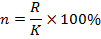 n = R/K × 100%